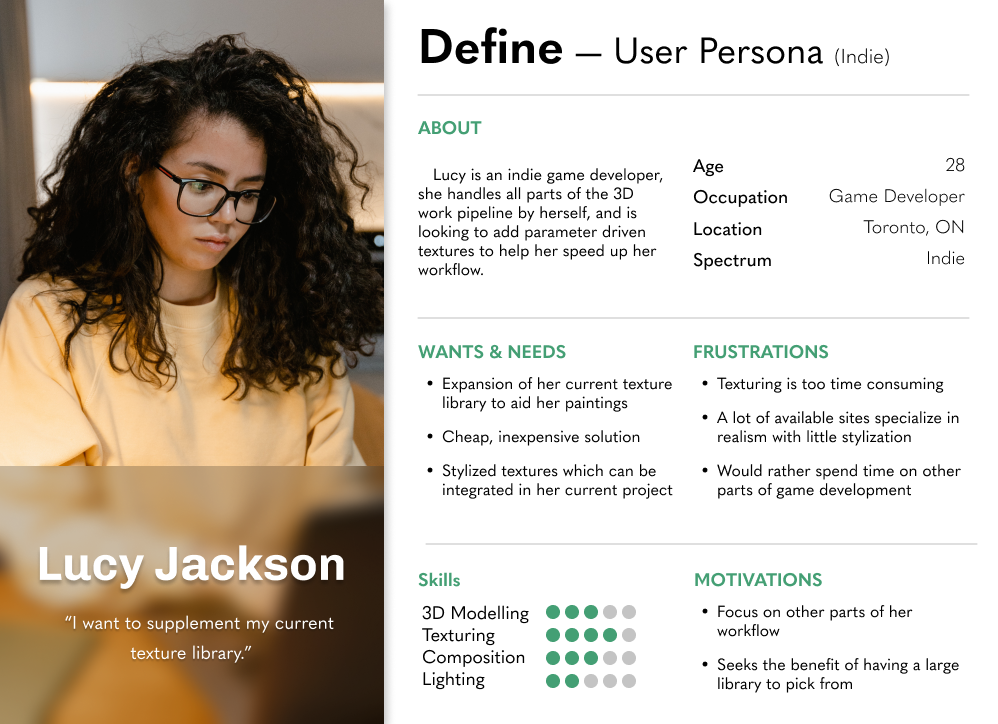 Define — User Persona (Indie)
ABOUT
Lucy is an indie game developer,
she handles all parts of the 3D
work pipeline by herself, and is
looking to add parameter driven
textures to help her speed up her
workflow.
Age 28
Occupation Game Developer
Location Toronto, ON
Spectrum Indie
WANTS & NEEDS
• Expansion of her current texture
library to aid her paintings
• Cheap, inexpensive solution
• Stylized textures which can be
integrated in her current project
FRUSTRATIONS
• Texturing is too time consuming
• A lot of available sites specialize in
realism with little stylization
• Would rather spend time on other
parts of game development
Lucy Jackson
“I want to supplement my current
texture library.”
Skills
3D Modelling
Texturing
Composition
Lighting
MOTIVATIONS
• Focus on other parts of her
workflow
• Seeks the benefit of having a large
library to pick from